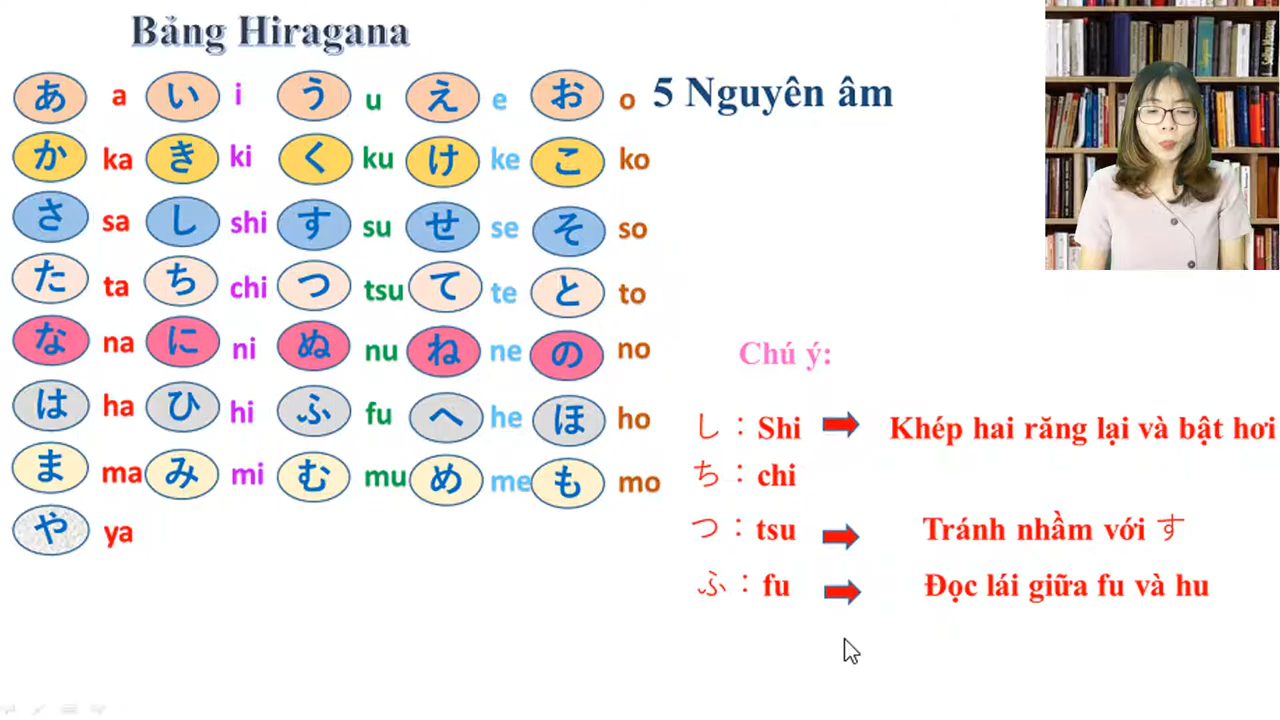 Bảng Hiragana
あ a い i う u え e お o 5 Nguyên âm
か ka き ki く ku け ke こ ko
さ sa し shi す su せ se そ so
た ta ち chi つ tsu て te と to
な na に ni ぬ nu ね ne の no
は ha ひ hi ふ fu へ he ほ ho
ま ma み mi む mu め me も mo
や ya
Chú ý:
し : Shi Khép hai răng lại và bật hơi
ち : chi
つ : tsu Tránh nhầm với す
ふ : fu Đọc lái giữa fu và hu